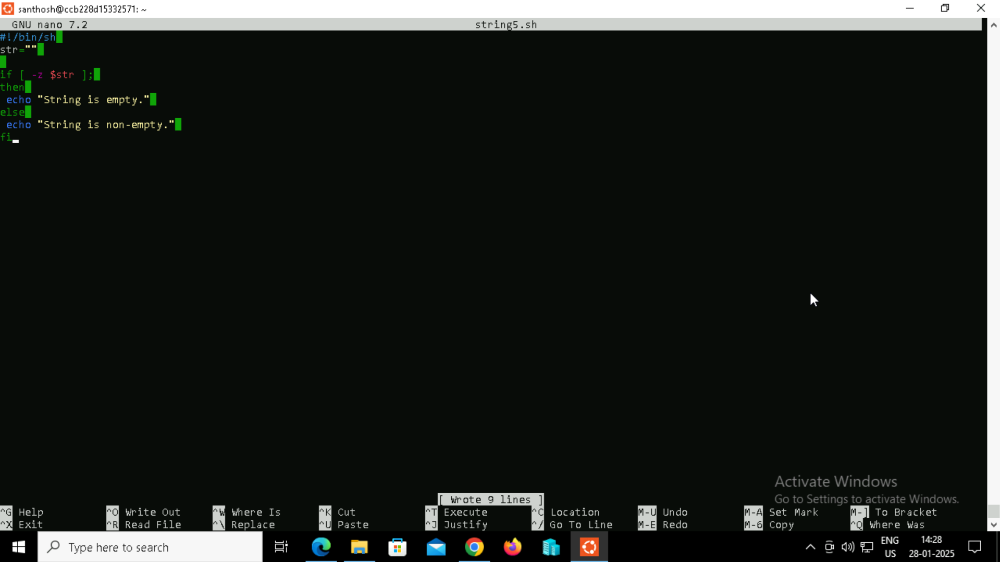 santhosh@ccb228d15332571: ~
GNU nano 7.2 string5.sh
#!/bin/sh
str=""
if [ -z $str ];
then
 echo "String is empty."
else
 echo "String is non-empty."
fi
Activate Windows
Go to Settings to activate Windows.
[ Wrote 9 lines ]
^G Help ^O Write Out ^W Where Is ^K Cut ^T Execute ^C Location M-U Undo M-A Set Mark M-] To Bracket
^X Exit ^R Read File ^\ Replace ^U Paste ^J Justify ^/ Go To Line M-E Redo M-6 Copy ^Q Where Was
Type here to search
ENG
US
14:28
28-01-2025